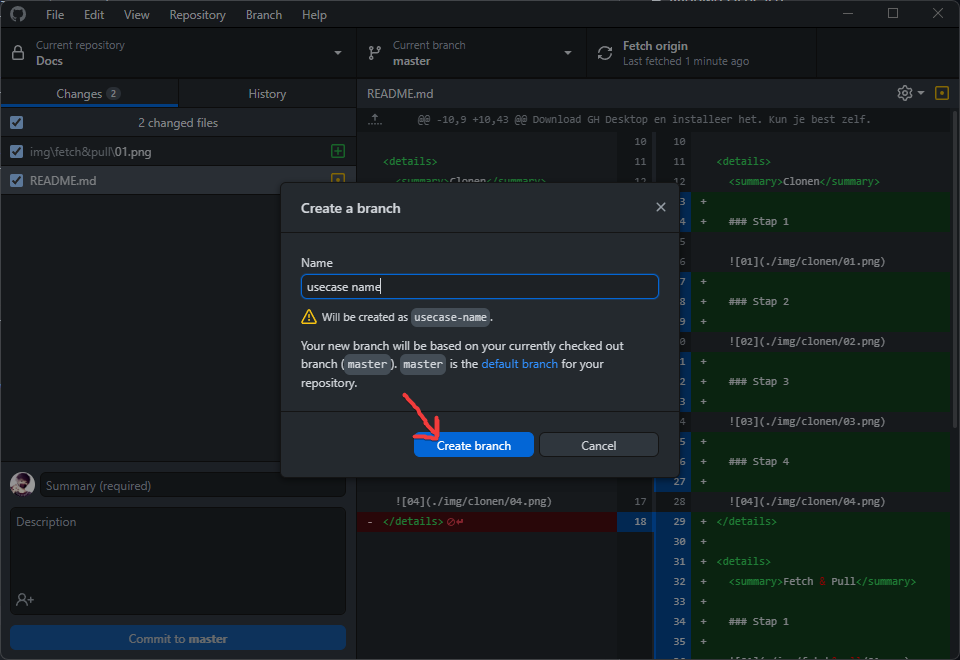 File Edit View Repository Branch Help
Current repository
Docs
Current branch
master
Fetch origin
Last fetched 1 minute ago
Changes 2
History
2 changed files
img\fetch&pull\01.png
README.md
README.md
@@ -10,9 +10,43 @@ Download GH Desktop en installeer het. Kun je best zelf.
10 10
<details> 11 11 <details>
<summary>Clonen</summary> 12 12 <summary>Clonen</summary>
3 +
4 + ### Stap 1
5
6 ![01](./img/clonen/01.png)
7 +
8 + ### Stap 2
9 +
0 ![02](./img/clonen/02.png)
1 +
2 + ### Stap 3
3 +
4 ![03](./img/clonen/03.png)
5 +
6 + ### Stap 4
27 +
![04](./img/clonen/04.png) 17 28 ![04](./img/clonen/04.png)
- </details> 18 29 + </details>
30 +
31 + <details>
32 + <summary>Fetch & Pull</summary>
33 +
34 + ### Stap 1
35 +
Create a branch
Name
usecase name
Will be created as usecase-name.
Your new branch will be based on your currently checked out
branch (master). master is the default branch for your
repository.
Create branch
Cancel
Summary (required)
Description
Commit to master